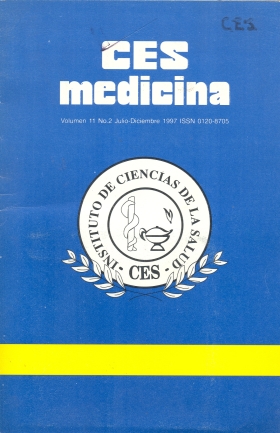 C.E.S
CES
medicina
Volumen 11 No.2 Julio-Diciembre 1997 ISSN 0120-8705
INSTITUTO DE CIENCIAS DE LA SALUD
- CES -